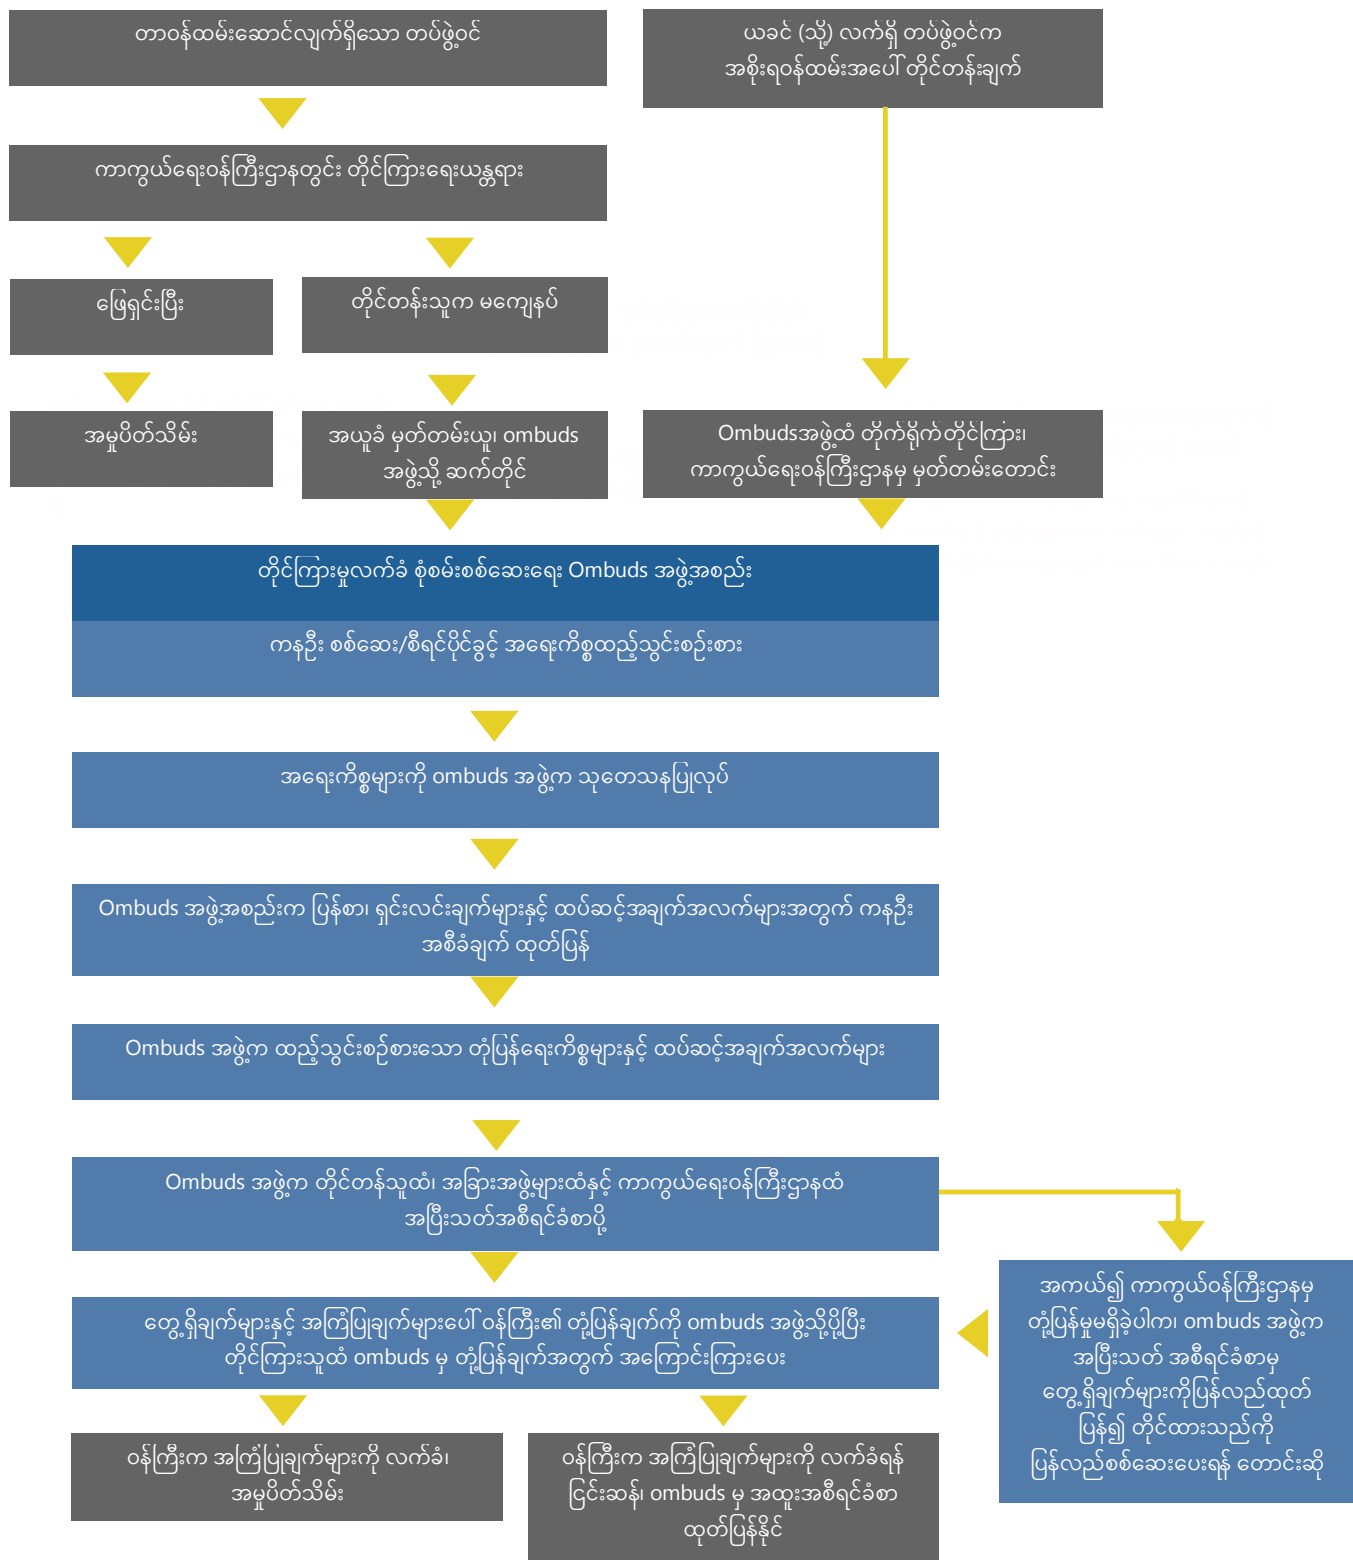 တာဝန်ထမ်းဆောင်လျက်ရှိသော တပ်ဖွဲ့ဝင်
ယခင် (သို့) လက်ရှိ တပ်ဖွဲ့ဝင်က
အစိုးရဝန်ထမ်းအပေါ် တိုင်တန်းချက်
ကာကွယ်ရေးဝန်ကြီးဌာနတွင်း တိုင်ကြားရေးယန္တရား
ဖြေရှင်းပြီး
တိုင်တန်းသူက မကျေနပ်
အမှုပိတ်သိမ်း
အယူခံ မှတ်တမ်းယူ၊ ombuds
အဖွဲ့သို့ ဆက်တိုင်
Ombudsအဖွဲ့ထံ တိုက်ရိုက်တိုင်ကြား၊
ကာကွယ်ရေးဝန်ကြီးဌာနမှ မှတ်တမ်းတောင်း
တိုင်ကြားမှုလက်ခံ စုံစမ်းစစ်ဆေးရေး Ombuds အဖွဲ့အစည်း
ကနဦး စစ်ဆေး/စီရင်ပိုင်ခွင့် အရေးကိစ္စထည့်သွင်းစဉ်းစား
အရေးကိစ္စများကို ombuds အဖွဲ့က သုတေသနပြုလုပ်
Ombuds အဖွဲ့အစည်းက ပြန်စာ၊ ရှင်းလင်းချက်များနှင့် ထပ်ဆင့်အချက်အလက်များအတွက် ကနဦး
အစီခံချက် ထုတ်ပြန်
Ombuds အဖွဲ့က ထည့်သွင်းစဉ်စားသော တုံ့ပြန်ရေးကိစ္စများနှင့် ထပ်ဆင့်အချက်အလက်များ
Ombuds အဖွဲ့က တိုင်တန်သူထံ၊ အခြားအဖွဲ့များထံနှင့် ကာကွယ်ရေးဝန်ကြီးဌာနထံ
အပြီးသတ်အစီရင်ခံစာပို့
တွေ့ရှိချက်များနှင့် အကြံပြုချက်များပေါ် ဝန်ကြီး၏ တုံ့ပြန်ချက်ကို ombuds အဖွဲ့သို့ပို့ပြီး
တိုင်ကြားသူထံ ombuds မှ တုံ့ပြန်ချက်အတွက် အကြောင်းကြားပေး
အကယ်၍ ကာကွယ်ဝန်ကြီးဌာနမှ
တုံ့ပြန်မှုမရှိခဲ့ပါက၊ ombuds အဖွဲ့က
အပြီးသတ် အစီရင်ခံစာမှ
တွေ့ရှိချက်များကိုပြန်လည်ထုတ်
ပြန်၍ တိုင်ထားသည်ကို
ပြန်လည်စစ်ဆေးပေးရန် တောင်းဆို
ဝန်ကြီးက အကြံပြုချက်များကို လက်ခံ၊
အမှုပိတ်သိမ်း
ဝန်ကြီးက အကြံပြုချက်များကို လက်ခံရန်
ငြင်းဆန်၊ ombuds မှ အထူးအစီရင်ခံစာ
ထုတ်ပြန်နိုင်